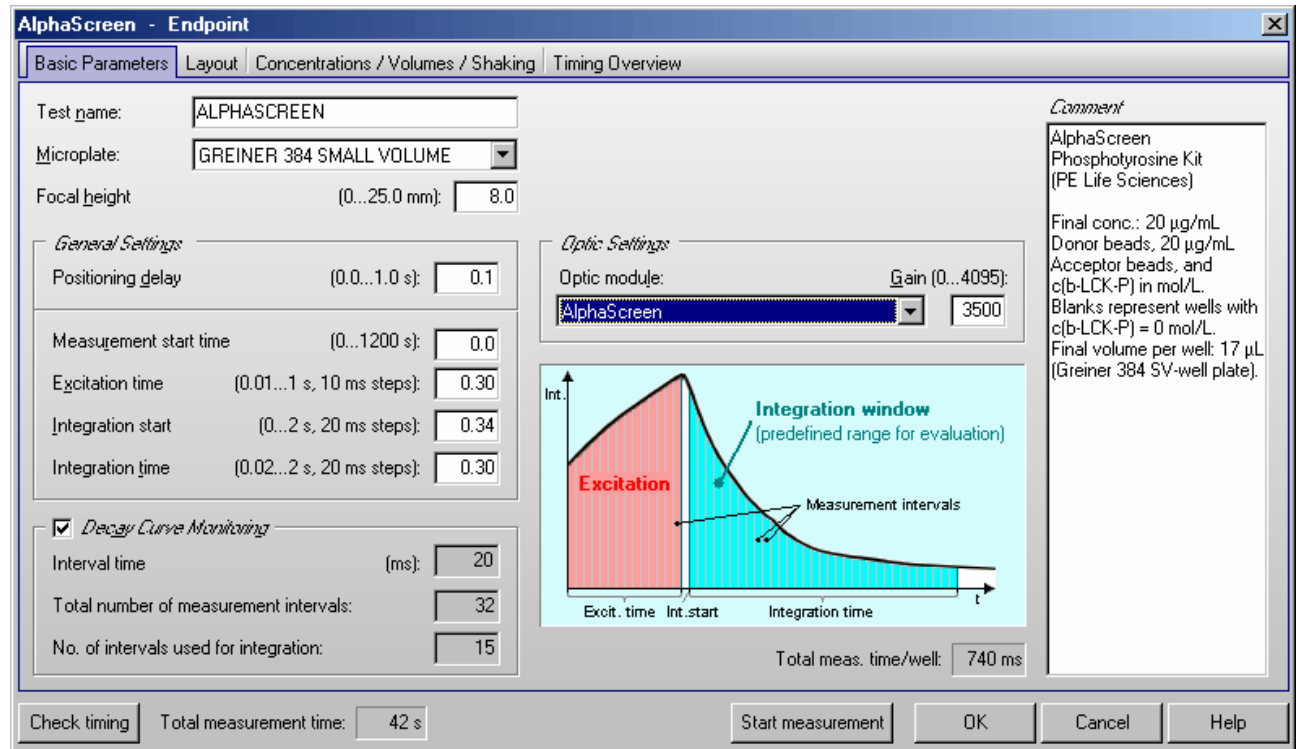 AlphaScreen - Endpoint
Basic Parameters Layout Concentrations / Volumes / Shaking Timing Overview
Test name: ALPHASCREEN
Microplate: GREINER 384 SMALL VOLUME
Focal height (0...25.0 mm): 8.0
General Settings
Positioning delay (0.0...1.0 s): 0.1
Measurement start time (0...1200 s): 0.0
Excitation time (0.01...1 s, 10 ms steps): 0.30
Integration start (0...2 s, 20 ms steps): 0.34
Integration time (0.02...2 s, 20 ms steps): 0.30
Decay Curve Monitoring
Interval time (ms): 20
Total number of measurement intervals: 32
No. of intervals used for integration: 15
Optic Settings
Optic module: Gain (0...4095):
AlphaScreen 3500
Int.
Integration window
(predefined range for evaluation)
Excitation
Measurement intervals
t
Excit. time Int.start Integration time
Total meas. time/well: 740 ms
Comment
AlphaScreen
Phosphotyrosine Kit
(PE Life Sciences)
Final conc.: 20 µg/mL
Donor beads, 20 µg/mL
Acceptor beads, and
c(b-LCK-P) in mol/L.
Blanks represent wells with
c(b-LCK-P) = 0 mol/L.
Final volume per well: 17 µL
(Greiner 384 SV-well plate).
Check timing Total measurement time: 42 s Start measurement OK Cancel Help